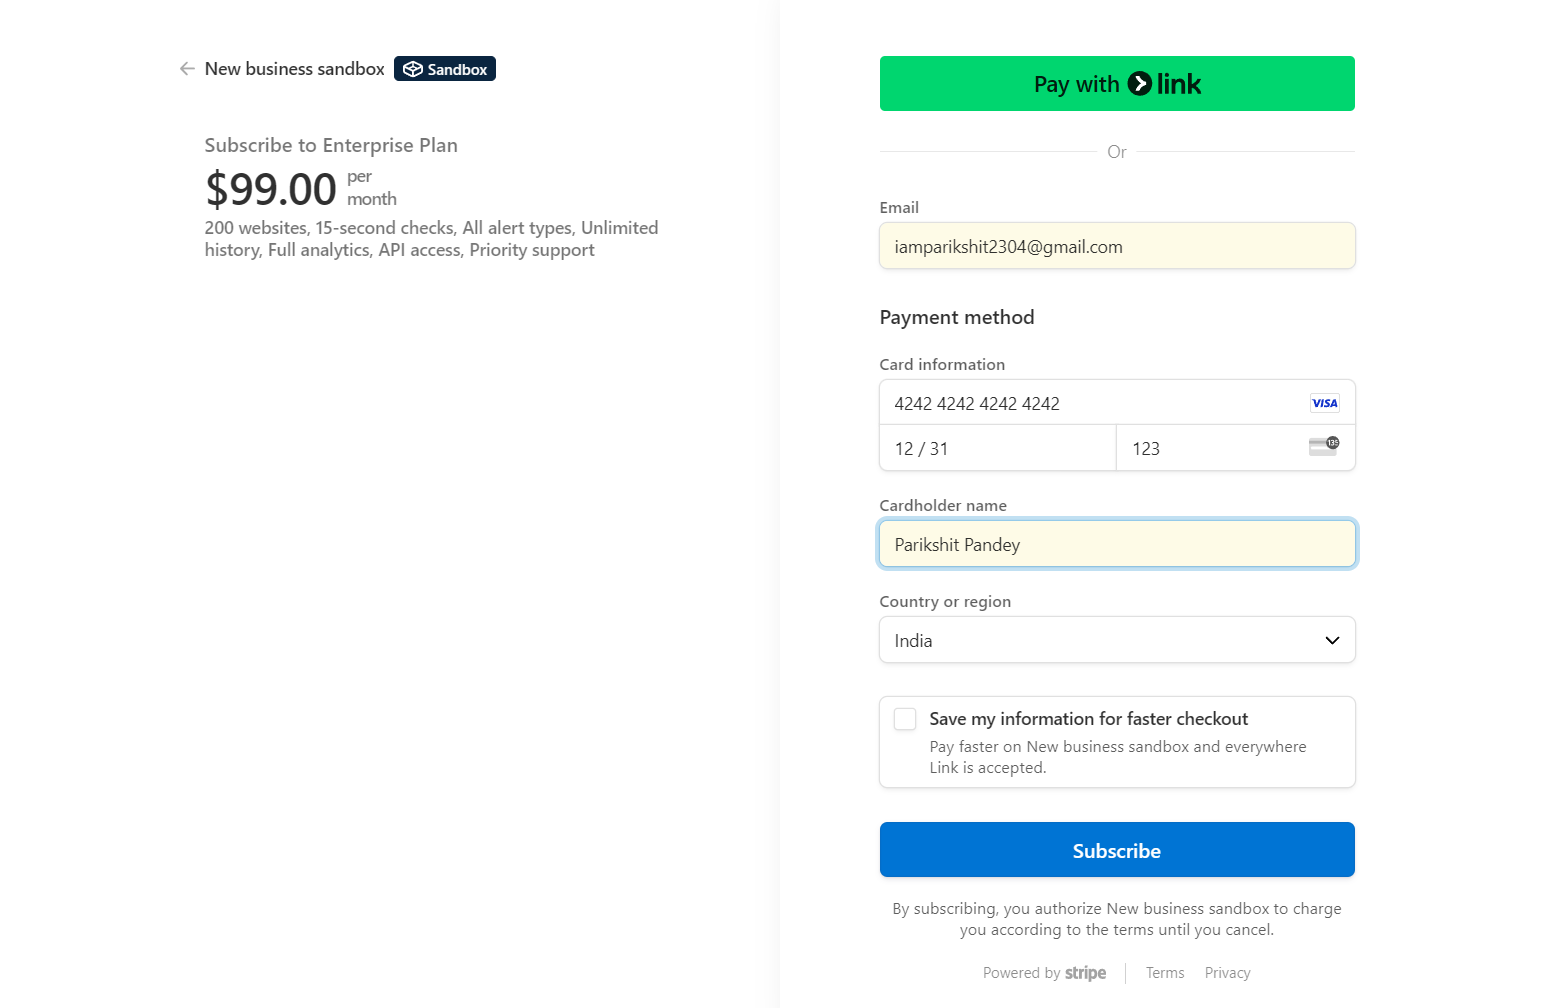 New business sandbox Sandbox
Subscribe to Enterprise Plan
$99.00 per
month
200 websites, 15-second checks, All alert types, Unlimited
history, Full analytics, API access, Priority support
Pay with link
Or
Email
iamparikshit2304@gmail.com
Payment method
Card information
4242 4242 4242 4242 VISA
12 / 31 123 135
Cardholder name
Parikshit Pandey
Country or region
India
Save my information for faster checkout
Pay faster on New business sandbox and everywhere
Link is accepted.
Subscribe
By subscribing, you authorize New business sandbox to charge
you according to the terms until you cancel.
Powered by stripe Terms Privacy